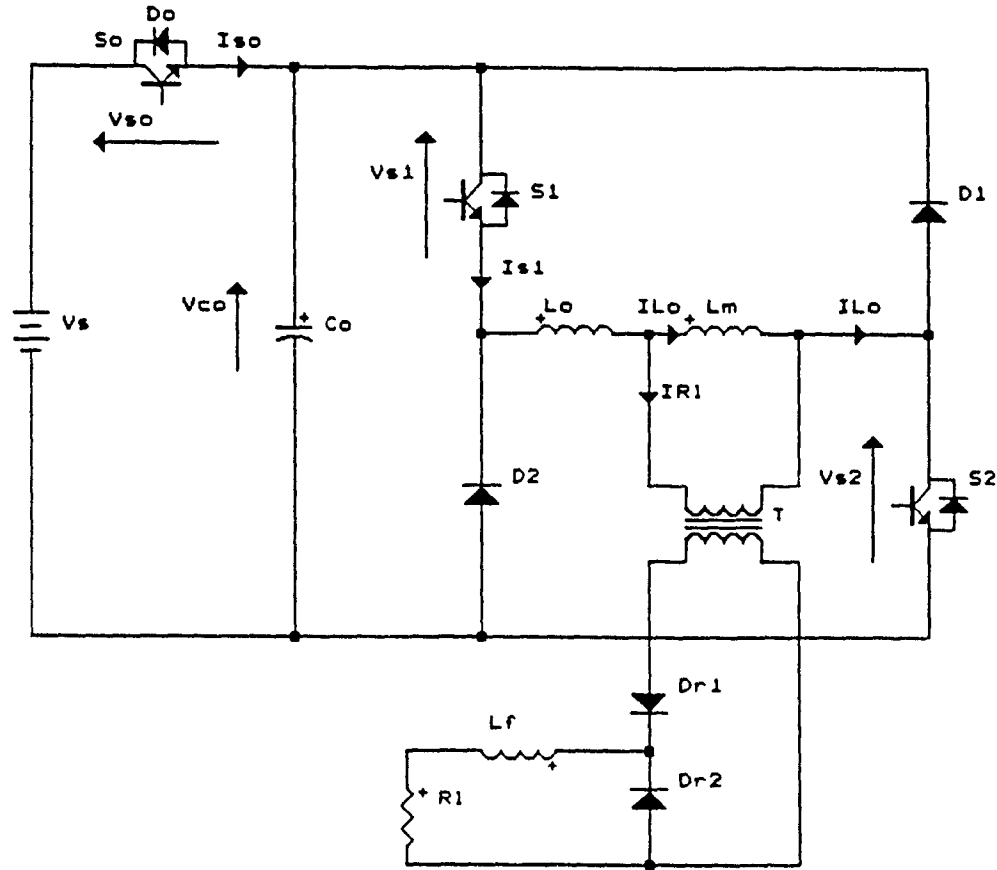 Do
So
Iso
Vso
Vs1
S1
D1
Is1
Vs
Vco
+
Co
Lo
+
ILo
+
Lm
ILo
IR1
D2
Vs2
S2
T
Dr1
Lf
+
Dr2
+
R1